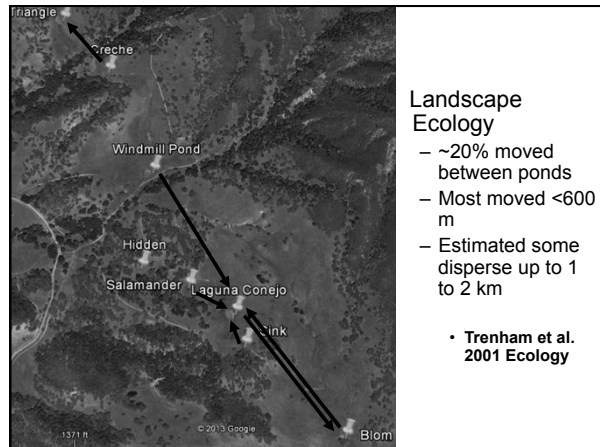 Triangle
Creche
Windmill Pond
Hidden
Salamander
Laguna Conejo
Sink
Blom
1371 ft
© 2013 Google
Landscape
Ecology
– ~20% moved
between ponds
– Most moved <600
m
– Estimated some
disperse up to 1
to 2 km
• Trenham et al.
2001 Ecology